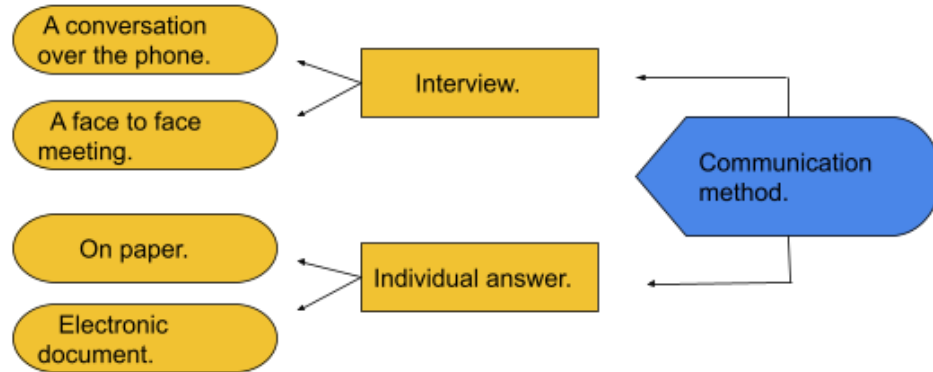 A conversation
over the phone.
Interview.
A face to face
meeting.
Communication
method.
On paper.
Individual answer.
Electronic
document.